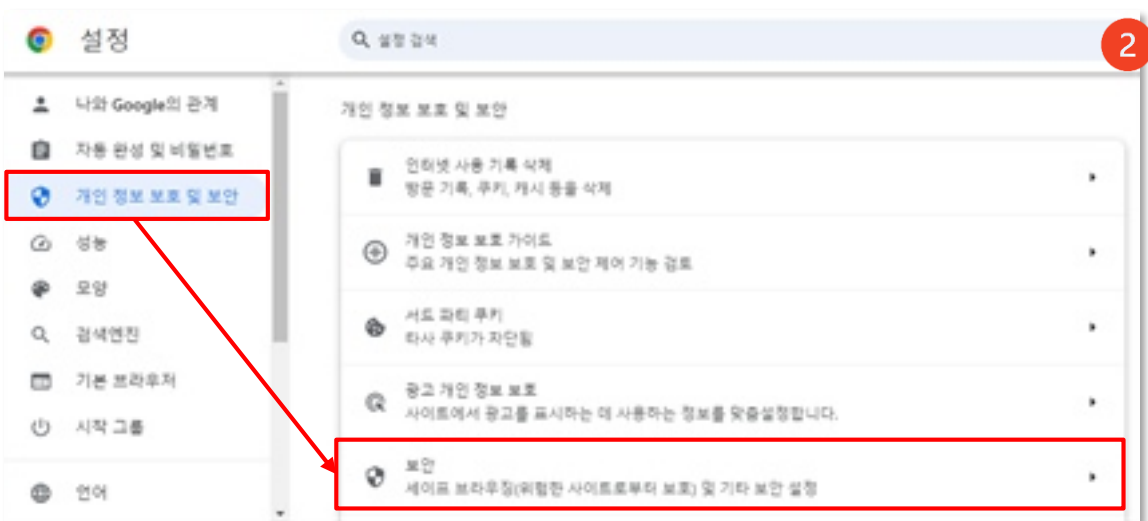 설정
설정 검색
2
나와 Google의 관계
자동 완성 및 비밀번호
개인 정보 보호 및 보안
성능
모양
검색엔진
기본 브라우저
시작 그룹
언어
개인 정보 보호 및 보안
인터넷 사용 기록 삭제
방문 기록, 쿠키, 캐시 등을 삭제
개인 정보 보호 가이드
주요 개인 정보 보호 및 보안 제어 기능 검토
서드 파티 쿠키
타사 쿠키가 차단됨
광고 개인 정보 보호
사이트에서 광고를 표시하는 데 사용하는 정보를 맞춤설정합니다.
보안
세이프 브라우징(위험한 사이트로부터 보호) 및 기타 보안 설정